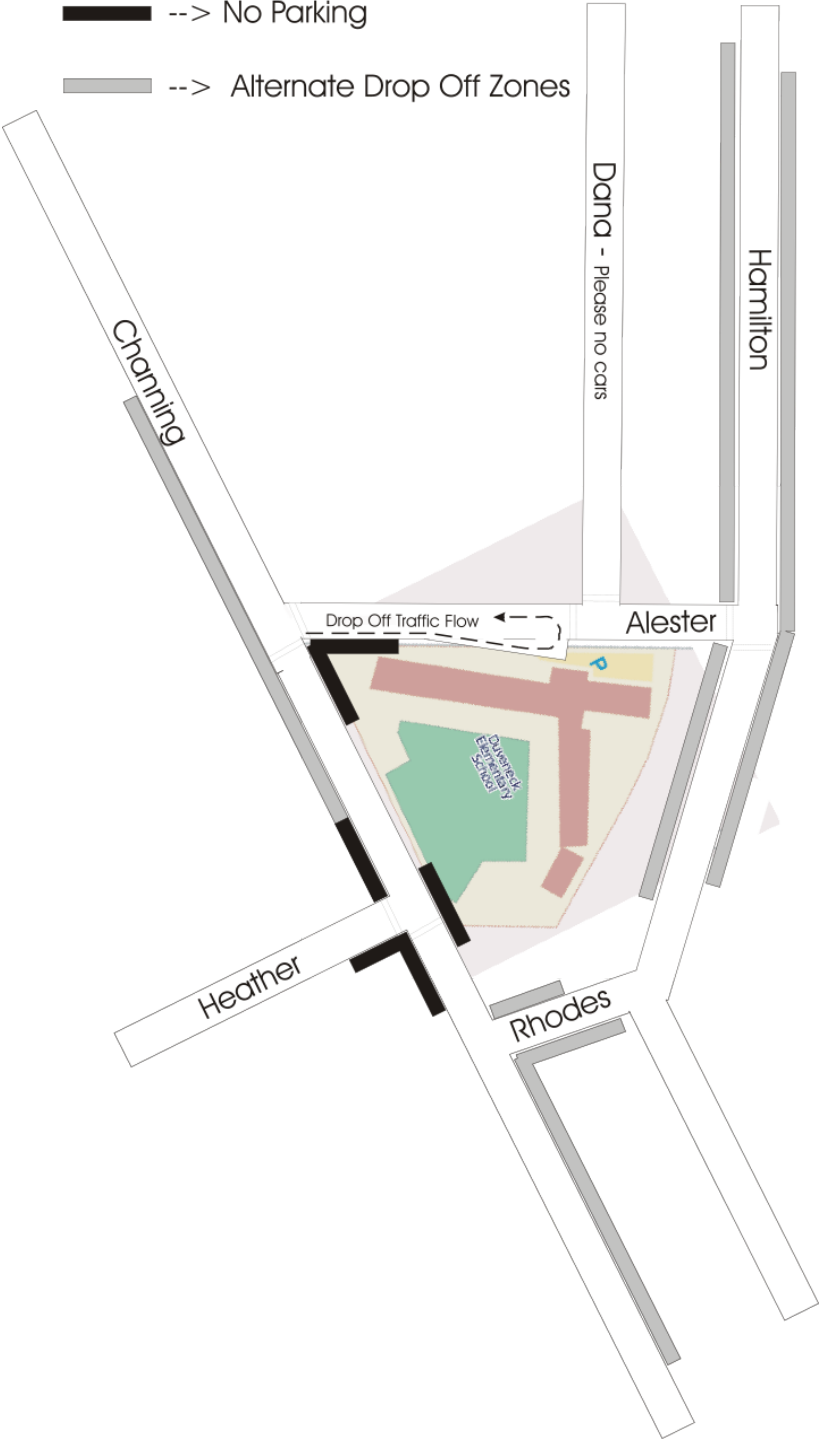 --> No Parking
--> Alternate Drop Off Zones
Dana - Please no cars
Hamilton
Channing
Drop Off Traffic Flow
Alester
P
Duveneck
Elementary
School
Heather
Rhodes